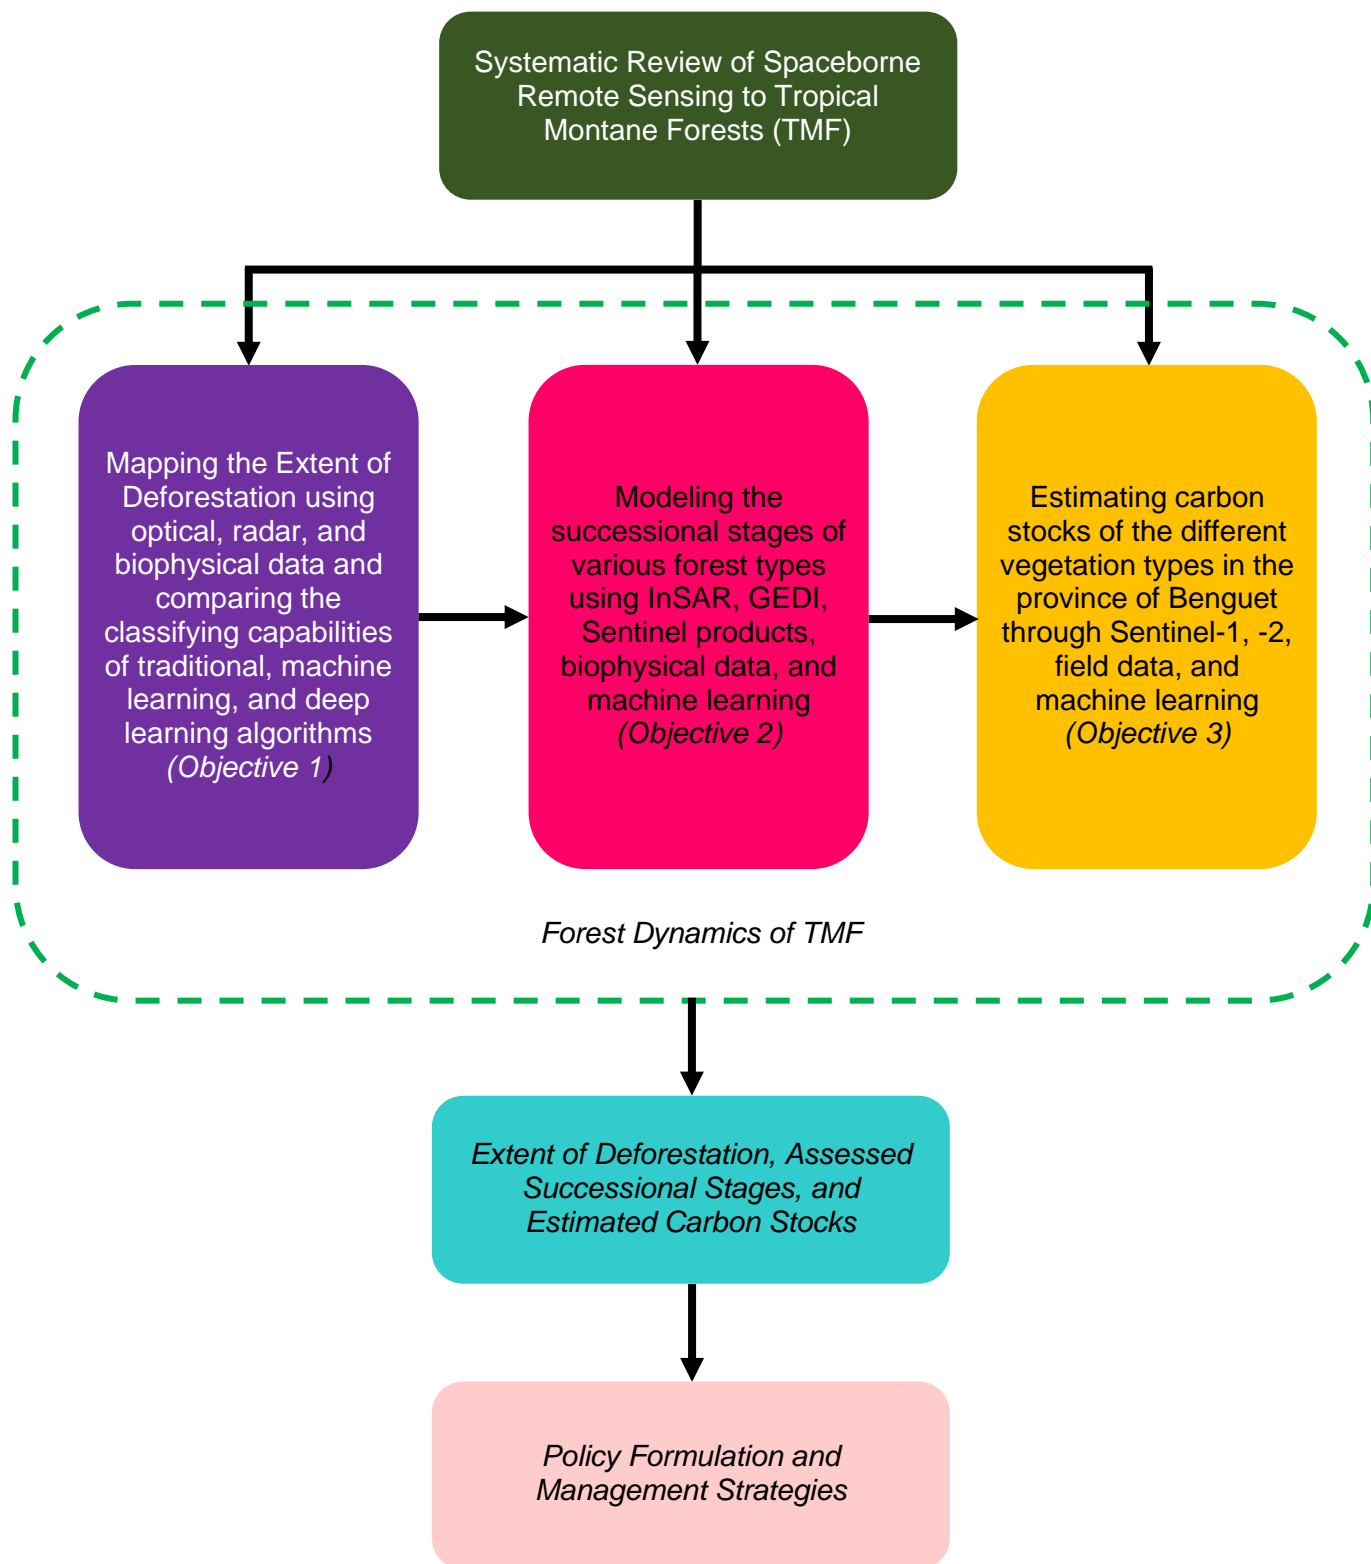 Systematic Review of Spaceborne
Remote Sensing to Tropical
Montane Forests (TMF)
Mapping the Extent of
Deforestation using
optical, radar, and
biophysical data and
comparing the
classifying capabilities
of traditional, machine
learning, and deep
learning algorithms
(Objective 1)
Modeling the
successional stages of
various forest types
using InSAR, GEDI,
Sentinel products,
biophysical data, and
machine learning
(Objective 2)
Estimating carbon
stocks of the different
vegetation types in the
province of Benguet
through Sentinel-1, -2,
field data, and
machine learning
(Objective 3)
Forest Dynamics of TMF
Extent of Deforestation, Assessed
Successional Stages, and
Estimated Carbon Stocks
Policy Formulation and
Management Strategies